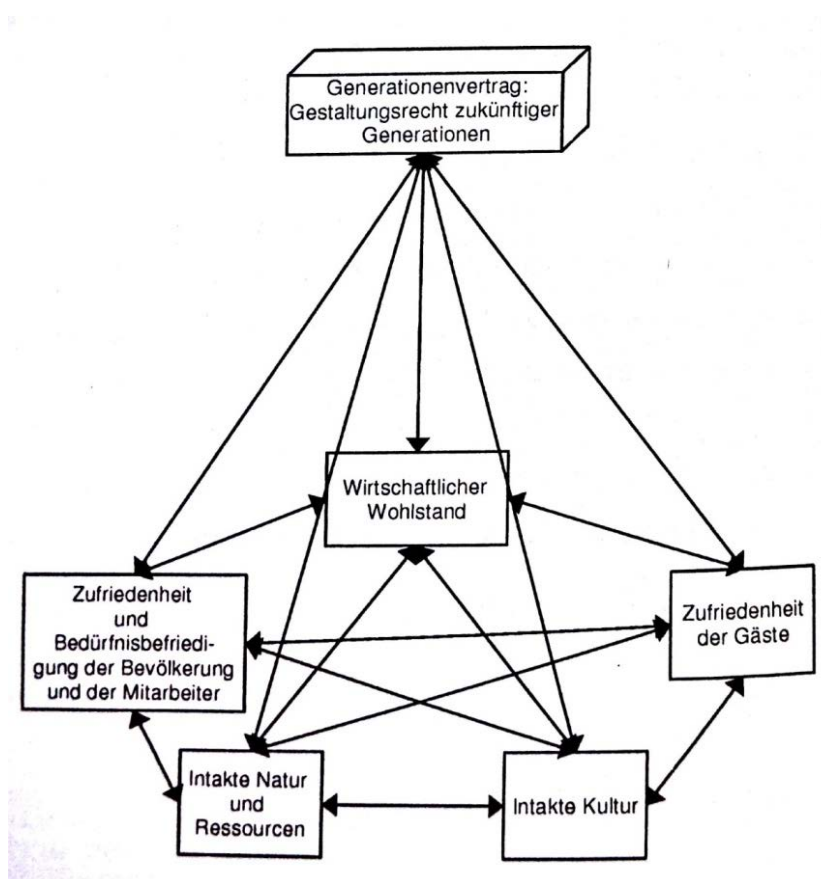 Generationenvertrag:
Gestaltungsrecht zukünftiger
Generationen
Wirtschaftlicher
Wohlstand
Zufriedenheit
und
Bedürfnisbefriedi-
gung der Bevölkerung
und der Mitarbeiter
Zufriedenheit
der Gäste
Intakte Natur
und
Ressourcen
Intakte Kultur